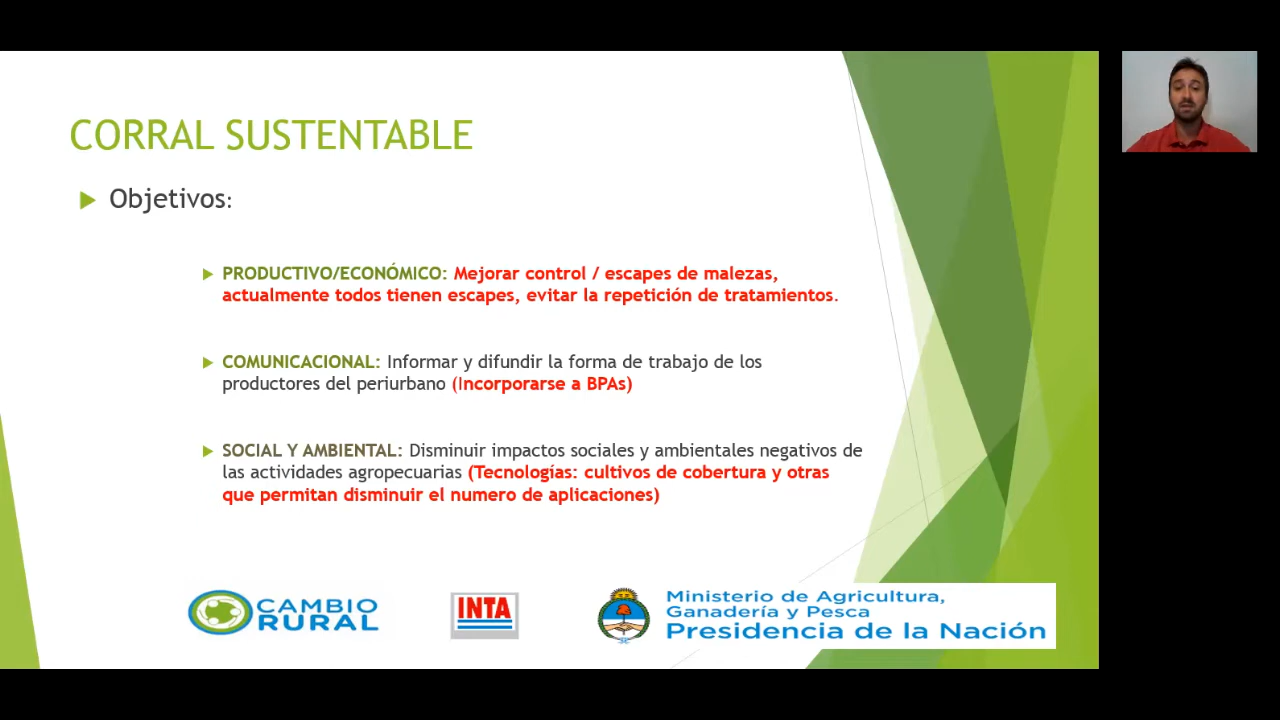 CORRAL SUSTENTABLE
Objetivos:
PRODUCTIVO/ECONÓMICO: Mejorar control / escapes de malezas,
actualmente todos tienen escapes, evitar la repetición de tratamientos.
COMUNICACIONAL: Informar y difundir la forma de trabajo de los
productores del periurbano (Incorporarse a BPAs)
SOCIAL Y AMBIENTAL: Disminuir impactos sociales y ambientales negativos de
las actividades agropecuarias (Tecnologías: cultivos de cobertura y otras
que permitan disminuir el numero de aplicaciones)
CAMBIO
RURAL
INTA
Ministerio de Agricultura,
Ganadería y Pesca
Presidencia de la Nación